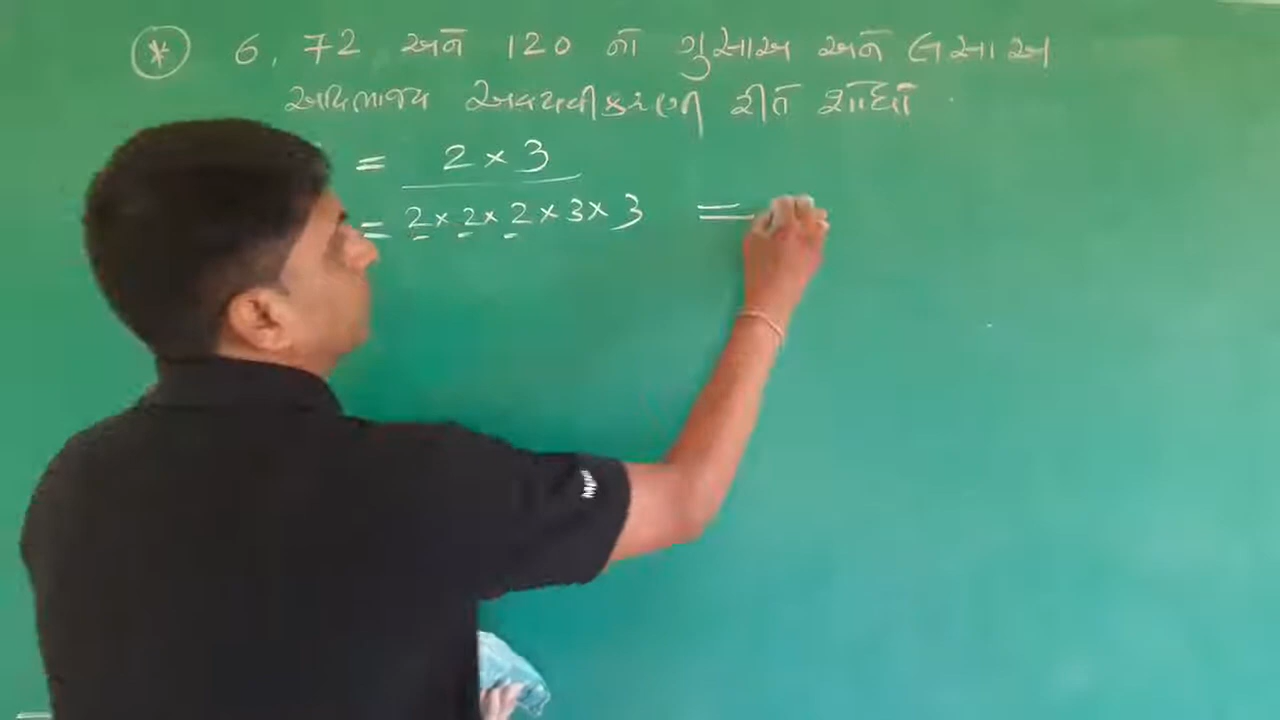 * 6, 72 અને 120 નો ગુસાઅ અને લસાઅ
અવિભાજ્ય અવયવીકરણની રીતે શોધો.
= 2 × 3
= 2 × 2 × 2 × 3 × 3 =